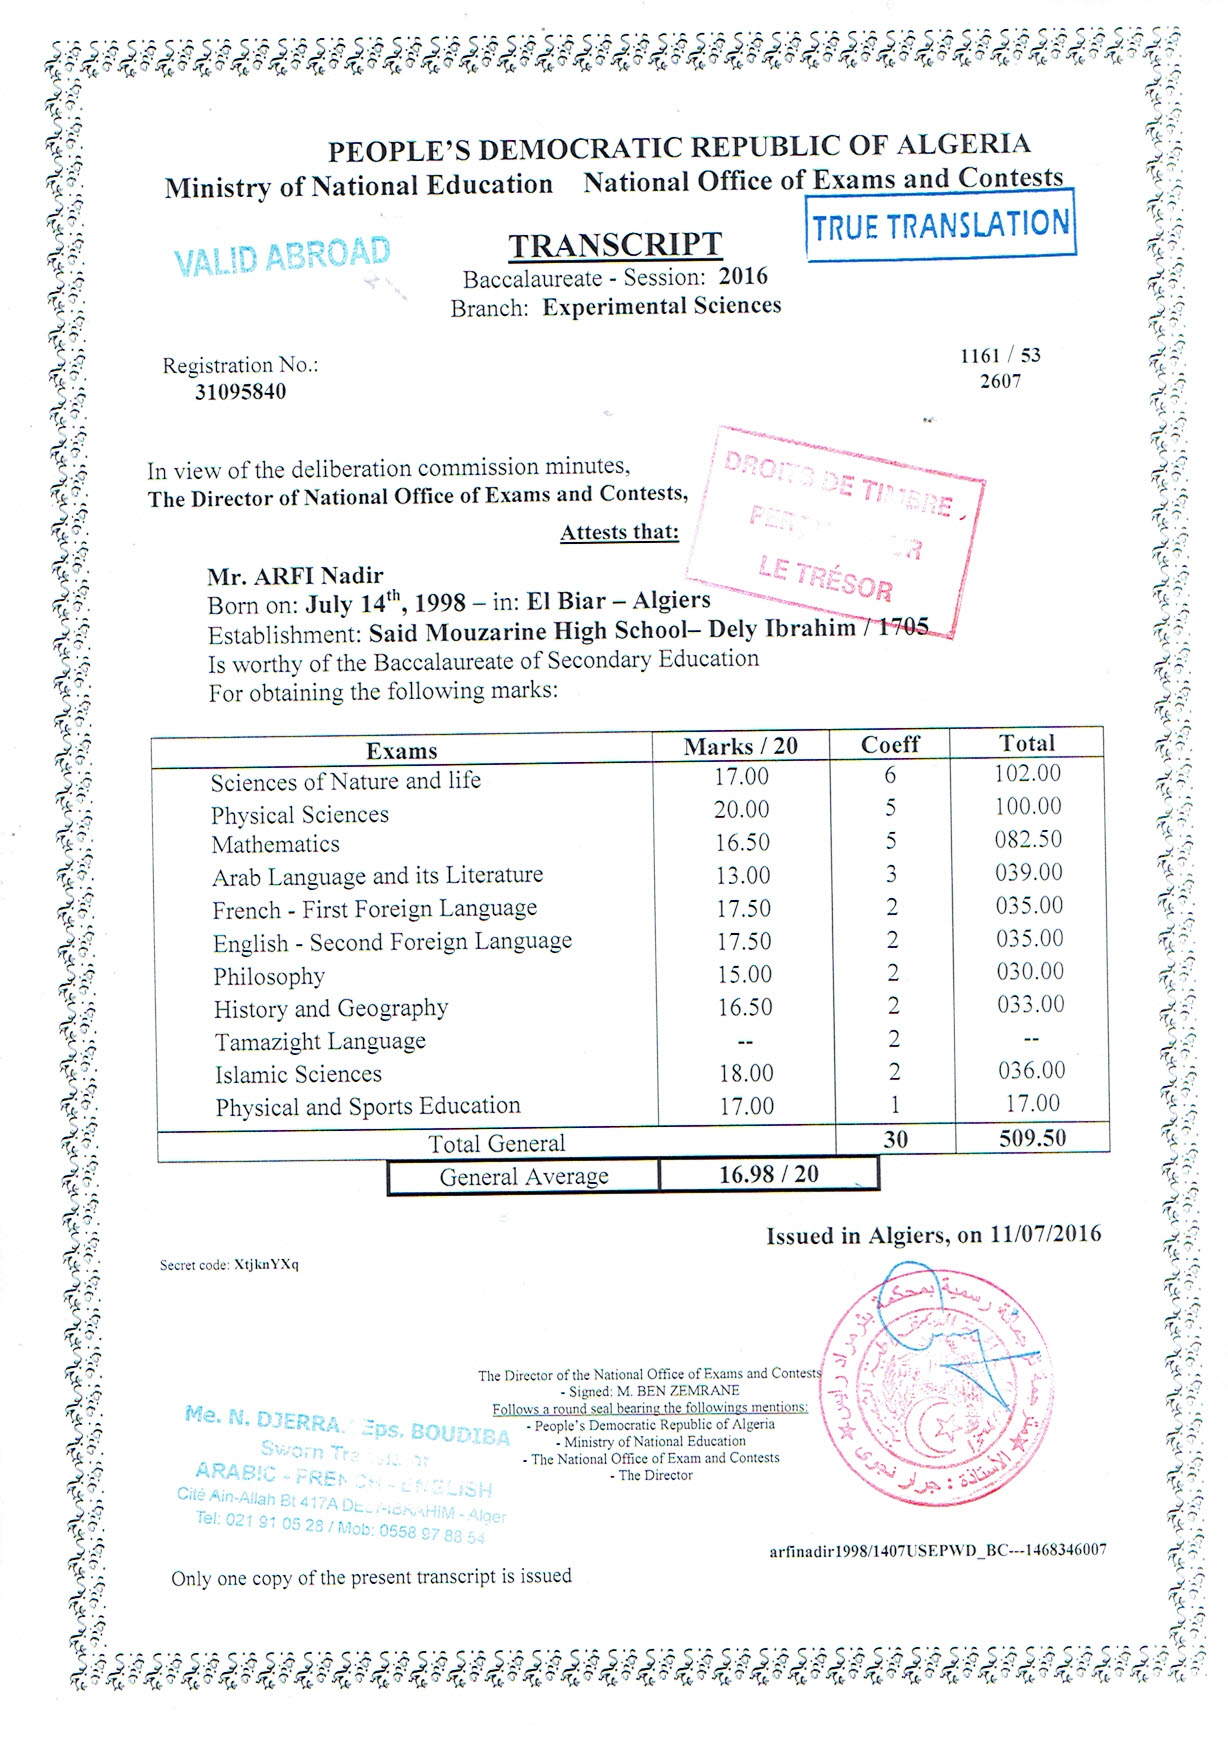 PEOPLE'S DEMOCRATIC REPUBLIC OF ALGERIA
Ministry of National Education National Office of Exams and Contests
VALID ABROAD
TRUE TRANSLATION
TRANSCRIPT
Baccalaureate - Session: 2016
Branch: Experimental Sciences
Registration No.:
31095840
1161 / 53
2607
In view of the deliberation commission minutes,
The Director of National Office of Exams and Contests,
Attests that:
DROITS DE TIMBRE
LE TRÉSOR
Mr. ARFI Nadir
Born on: July 14th, 1998 – in: El Biar – Algiers
Establishment: Said Mouzarine High School– Dely Ibrahim / 1705
Is worthy of the Baccalaureate of Secondary Education
For obtaining the following marks:
Exams Marks / 20 Coeff Total
Sciences of Nature and life 17.00 6 102.00
Physical Sciences 20.00 5 100.00
Mathematics 16.50 5 082.50
Arab Language and its Literature 13.00 3 039.00
French - First Foreign Language 17.50 2 035.00
English - Second Foreign Language 17.50 2 035.00
Philosophy 15.00 2 030.00
History and Geography 16.50 2 033.00
Tamazight Language -- 2 --
Islamic Sciences 18.00 2 036.00
Physical and Sports Education 17.00 1 17.00
Total General 30 509.50
General Average 16.98 / 20
Issued in Algiers, on 11/07/2016
Secret code: XtjknYXq
The Director of the National Office of Exams and Contests
- Signed: M. BEN ZEMRANE
Follows a round seal bearing the followings mentions:
- People's Democratic Republic of Algeria
- Ministry of National Education
- The National Office of Exam and Contests
- The Director
Me. N. DJERRA Eps. BOUDIBA
Sworn
ARABIC - FRENCH - ENGLISH
Cité Ain-Allah Bt 417A DELY-IBRAHIM - Alger
Tel: 021 91 05 28 / Mob: 0558 97 88 54
arfinadir1998/1407USEPWD_BC---1468346007
Only one copy of the present transcript is issued